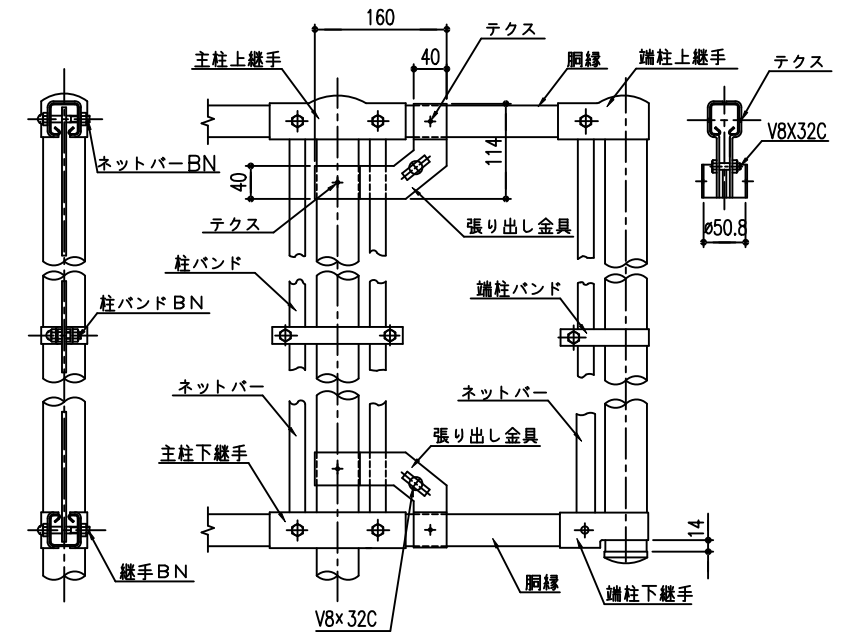 160
テクス
主柱上継手
40
胴縁
端柱上継手
テクス
V8X32C
ネットバーBN
40
114
テクス
張り出し金具
ø50.8
柱バンド
柱バンドBN
端柱バンド
ネットバー
ネットバー
張り出し金具
主柱下継手
14
継手BN
胴縁
端柱下継手
V8×32C